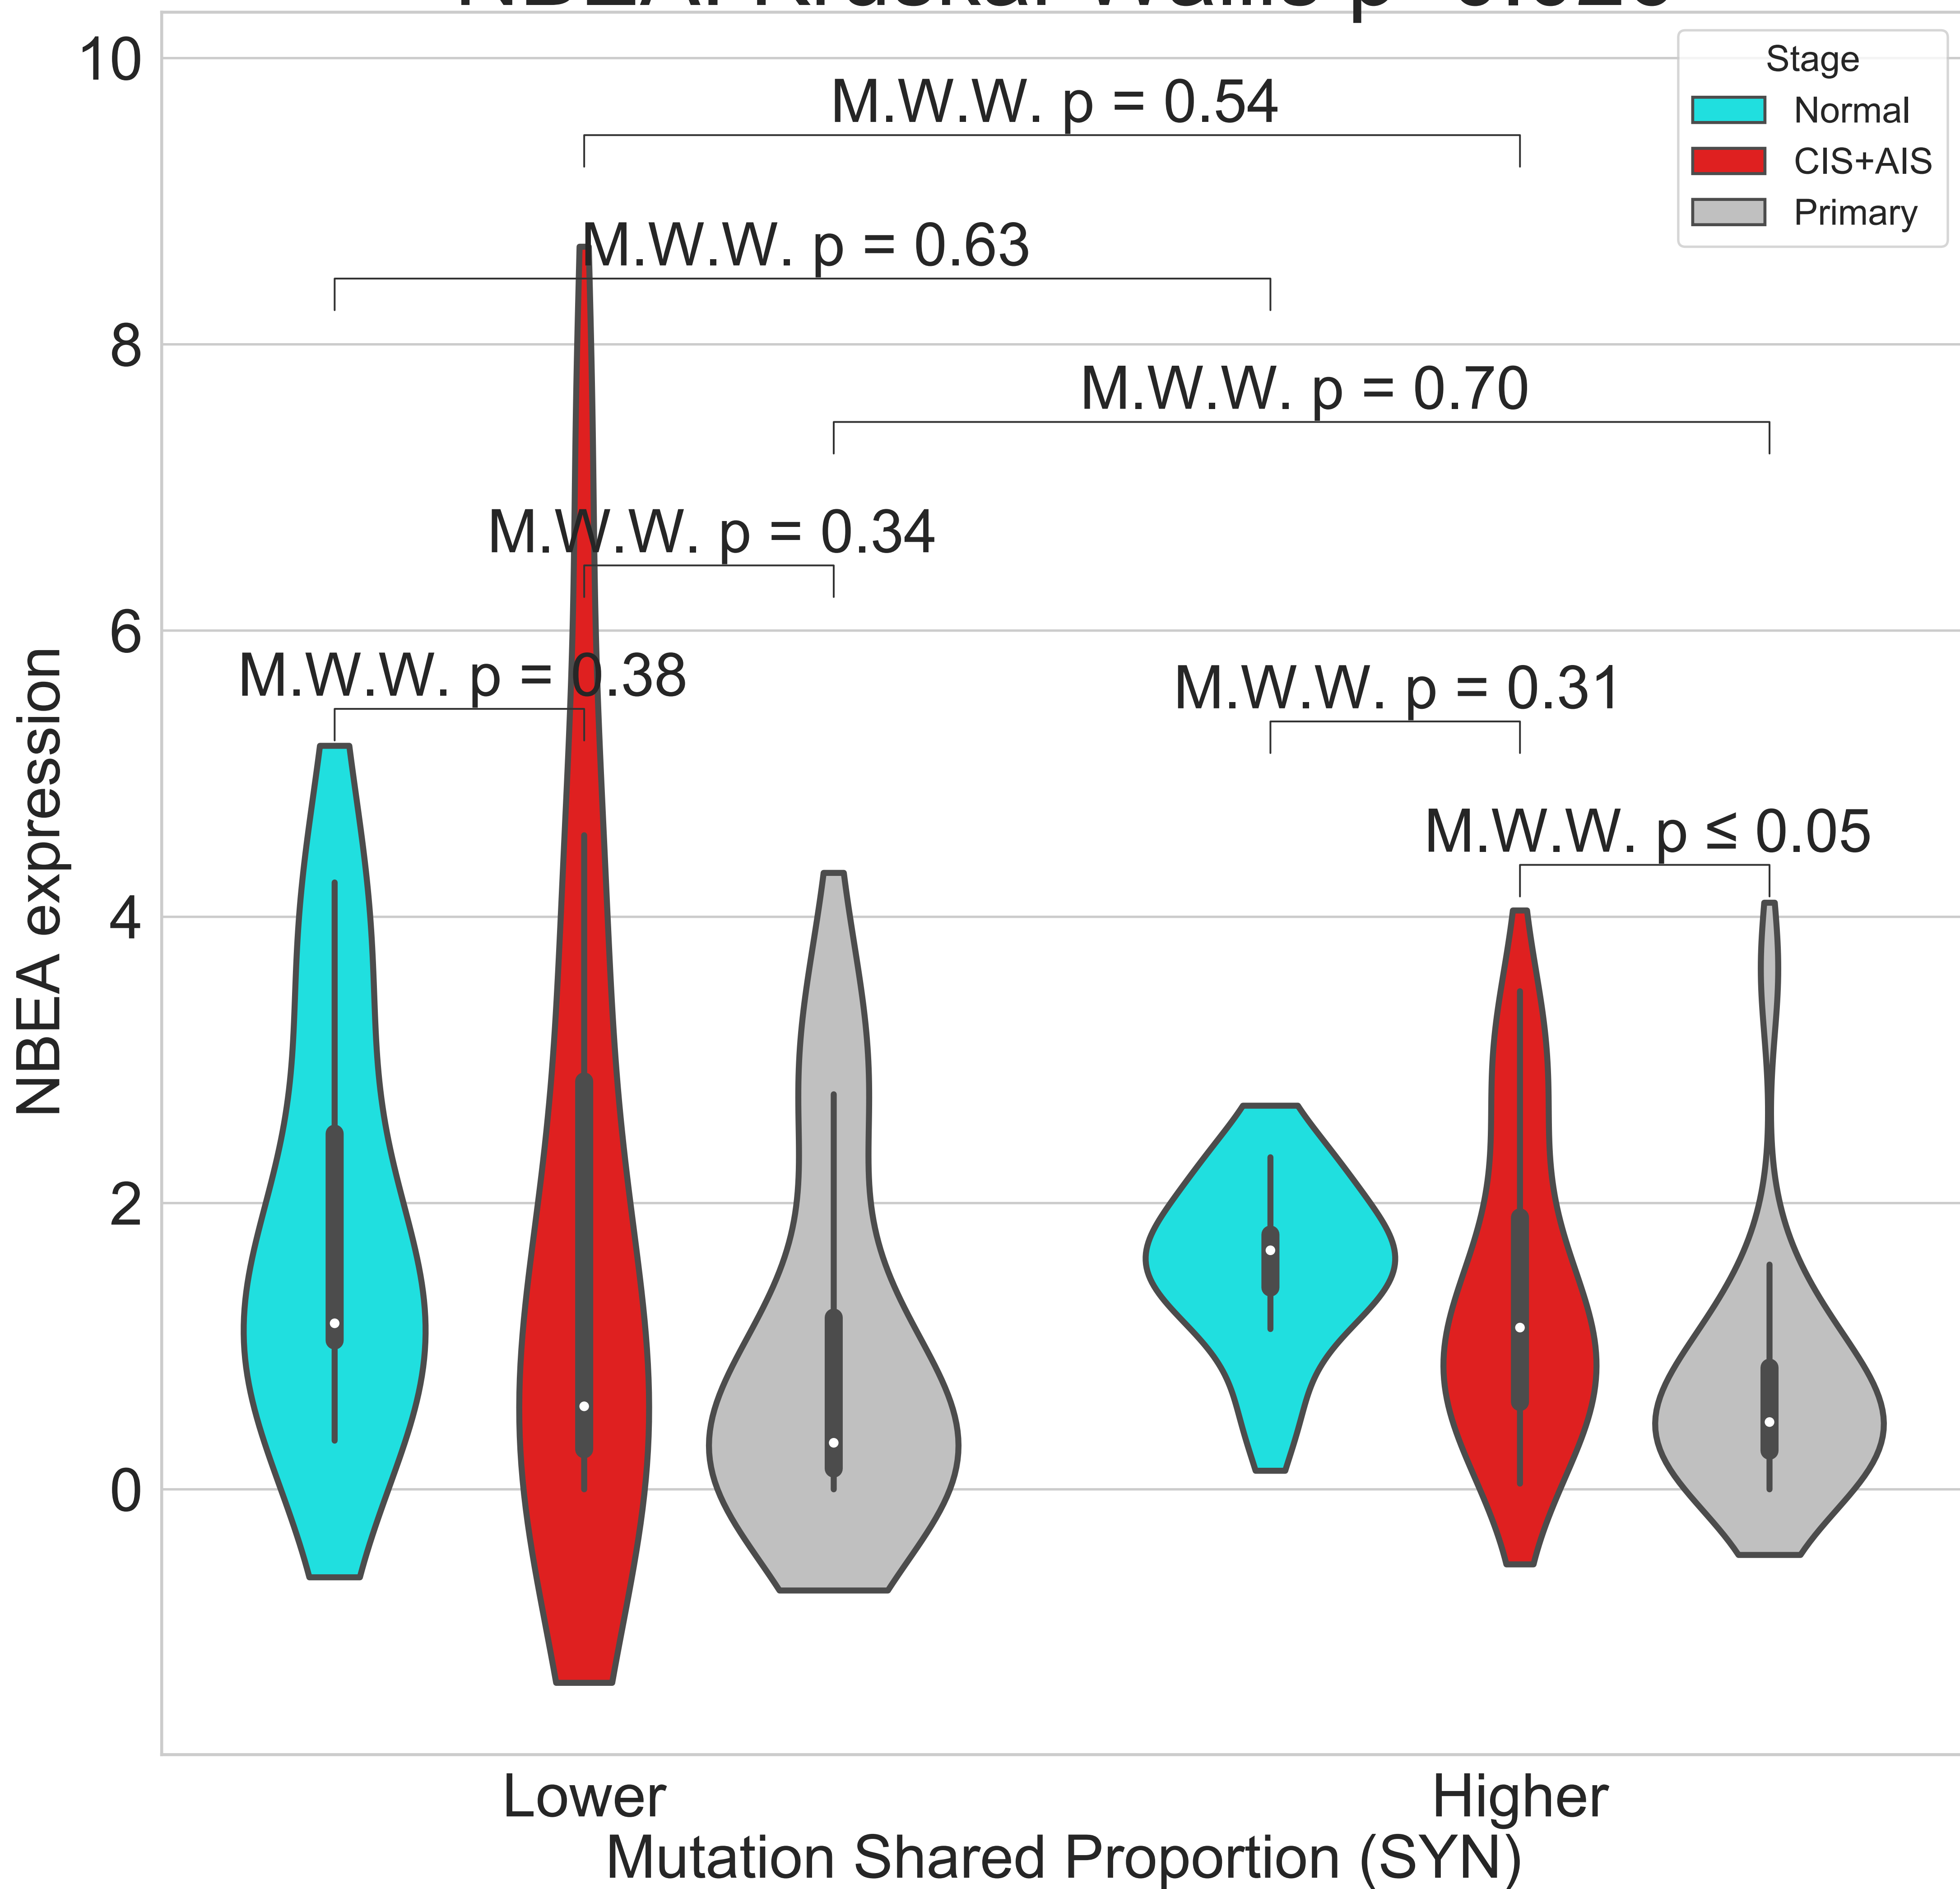 10
M.W.W. p = 0.54
Stage
Normal
CIS+AIS
Primary
M.W.W. p = 0.63
8
M.W.W. p = 0.70
M.W.W. p = 0.34
6
M.W.W. p = 0.38
M.W.W. p = 0.31
M.W.W. p ≤ 0.05
4
NBEA expression
2
0
Lower
Higher
Mutation Shared Proportion (SYN)